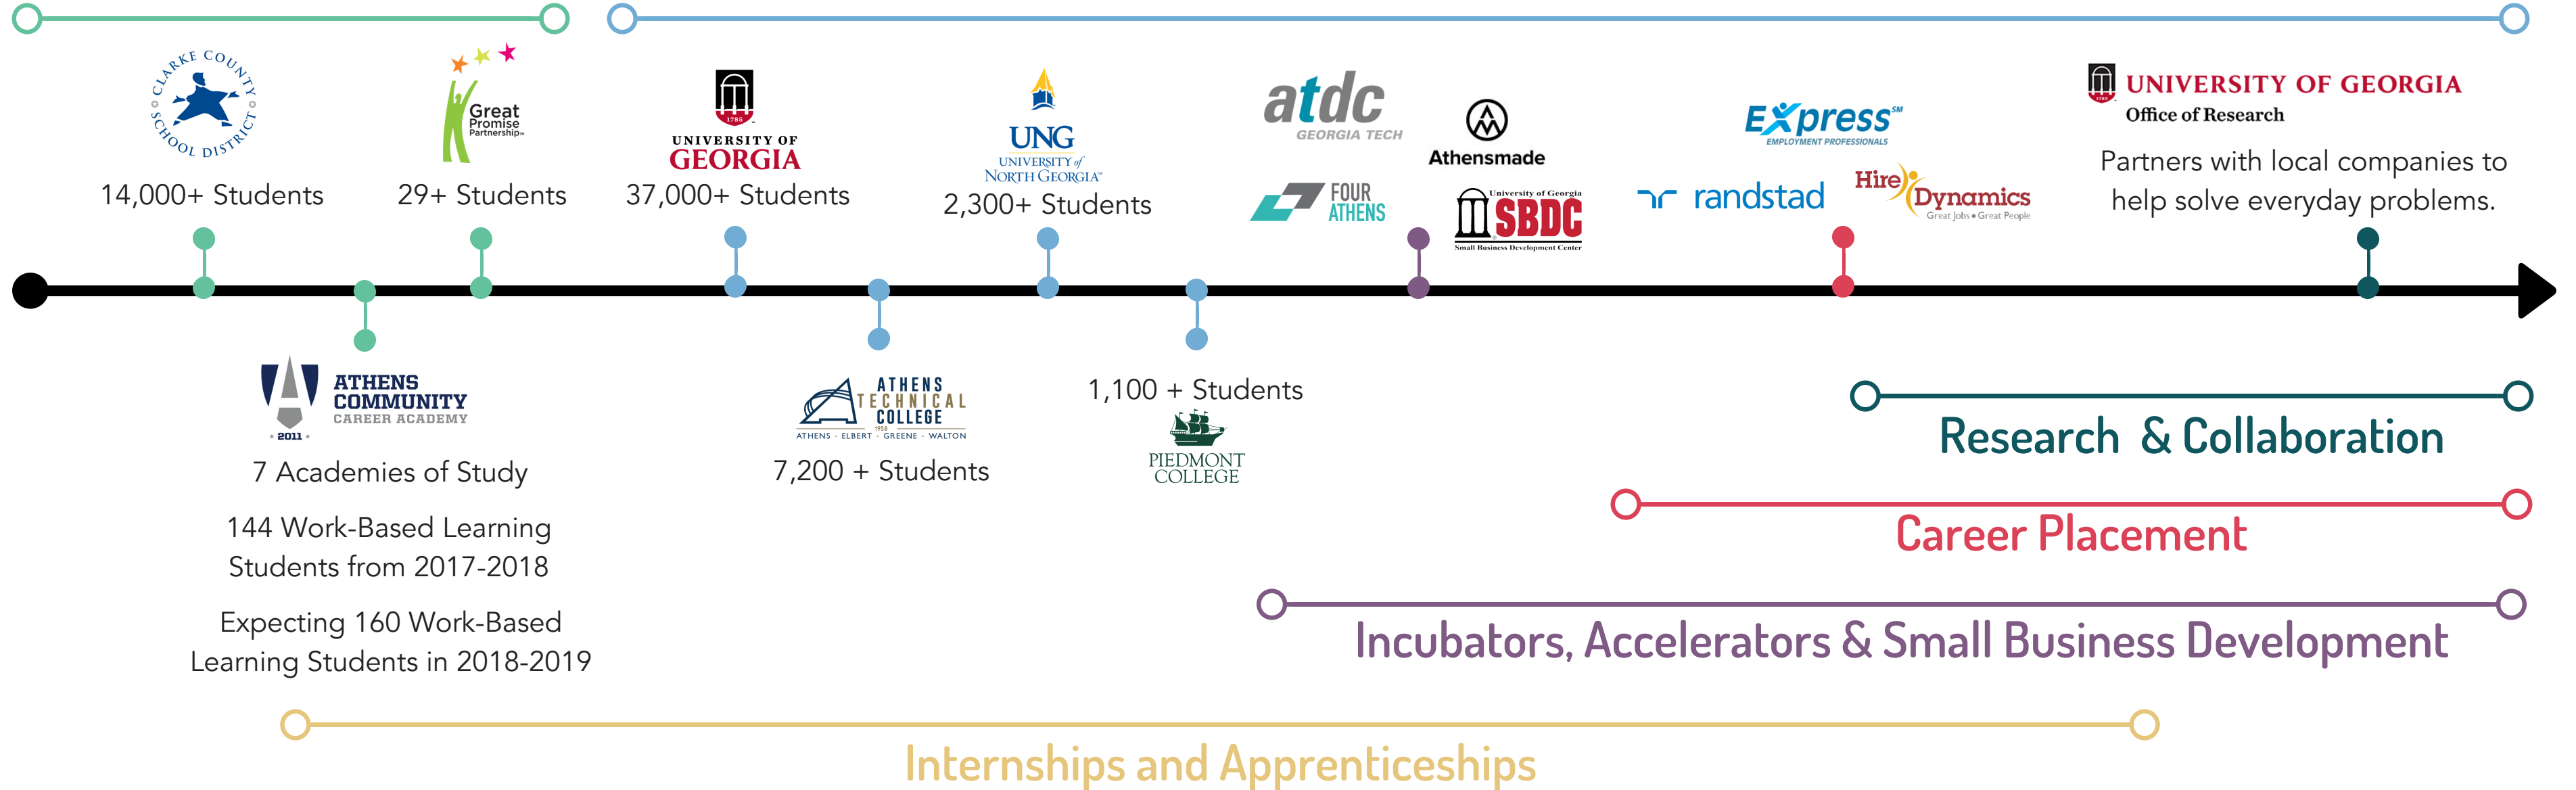 CLARKE COUNTY
SCHOOL DISTRICT
14,000+ Students
Great
Promise
Partnership™
29+ Students
1785
UNIVERSITY OF
GEORGIA
37,000+ Students
UNG
UNIVERSITY of
NORTH GEORGIA™
2,300+ Students
atdc
GEORGIA TECH
Athensmade
FOUR
ATHENS
University of Georgia
SBDC
Small Business Development Center
Express℠
EMPLOYMENT PROFESSIONALS
randstad
Hire
Dynamics
Great Jobs • Great People
1785
UNIVERSITY OF GEORGIA
Office of Research
Partners with local companies to
help solve everyday problems.
ATHENS
COMMUNITY
CAREER ACADEMY
2011
7 Academies of Study
144 Work-Based Learning
Students from 2017-2018
Expecting 160 Work-Based
Learning Students in 2018-2019
ATHENS
TECHNICAL
COLLEGE
1958
ATHENS - ELBERT - GREENE - WALTON
7,200 + Students
1,100 + Students
PIEDMONT
COLLEGE
Research & Collaboration
Career Placement
Incubators, Accelerators & Small Business Development
Internships and Apprenticeships